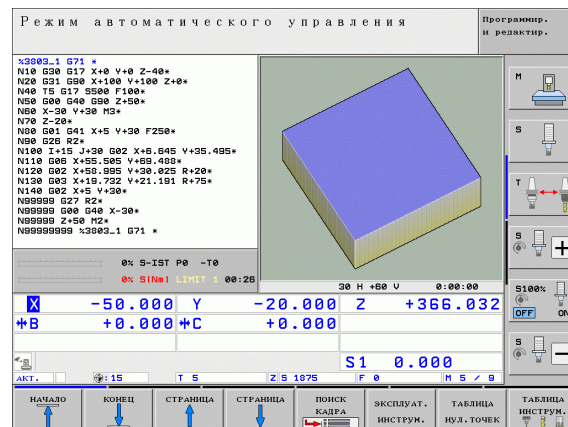 Режим автоматического управления
Программир.
и редактир.
%3803_1 G71 *
N10 G30 G17 X+0 Y+0 Z-40*
N20 G31 G90 X+100 Y+100 Z+0*
N40 T5 G17 S500 F100*
N50 G00 G40 G90 Z+50*
N60 X-30 Y+30 M3*
N70 Z-20*
N80 G01 G41 X+5 Y+30 F250*
N90 G26 R2*
N100 I+15 J+30 G02 X+6.645 Y+35.495*
N110 G06 X+55.505 Y+69.488*
N120 G02 X+58.995 Y+30.025 R+20*
N130 G03 X+19.732 Y+21.191 R+75*
N140 G02 X+5 Y+30*
N99999 G27 R2*
N99999 G00 G40 X-30*
N99999 Z+50 M2*
N99999999 %3803_1 G71 *
M
S
T
S
0% S-IST P0 -T0
0% S[Nm] LIMIT 1 00:26
30 H +60 V 0:00:00
S100%
OFF ON
X -50.000 Y -20.000 Z +366.032
B +0.000 C +0.000
S
S1 0.000
АКТ. :15 T 5 Z S 1875 F 0 M 5 / 9
НАЧАЛО
КОНЕЦ
СТРАНИЦА
СТРАНИЦА
ПОИСК
КАДРА
ЭКСПЛУАТ.
ИНСТРУМ.
ТАБЛИЦА
НУЛ.ТОЧЕК
ТАБЛИЦА
ИНСТРУМ.